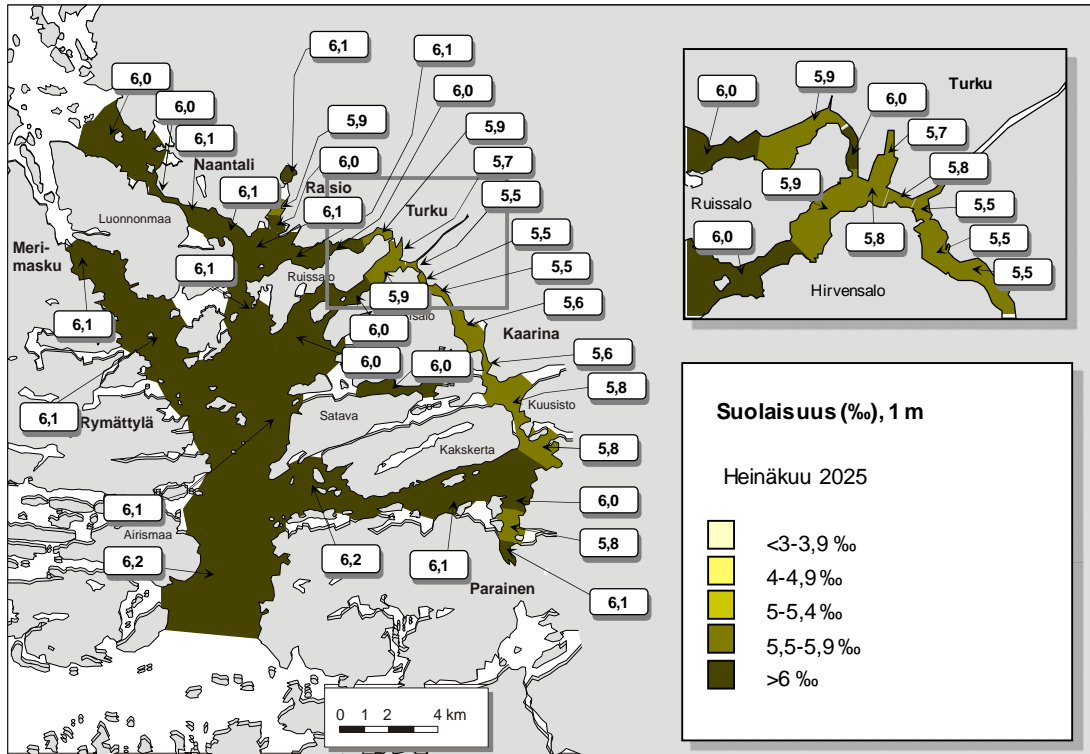 6,1
6,1
6,0
6,0
6,0
5,9
6,1
5,9
6,0
5,7
Naantali
Raisio
6,1
6,1
5,5
Turku
Luonnonmaa
Meri-
masku
5,5
6,1
Ruissalo
5,5
5,9
5,6
salo
Kaarina
6,1
6,0
6,0
6,0
5,6
5,8
6,1
Rymättylä
Satava
Kuusisto
Kakskerta
5,8
6,1
6,0
Airismaa
6,2
6,2
6,1
5,8
Parainen
6,1
0 1 2 4 km
5,9
Turku
6,0
6,0
5,7
5,8
5,9
Ruissalo
5,5
6,0
5,8
5,5
5,5
Hirvensalo
Suolaisuus (‰), 1 m
Heinäkuu 2025
<3-3,9 ‰
4-4,9 ‰
5-5,4 ‰
5,5-5,9 ‰
>6 ‰